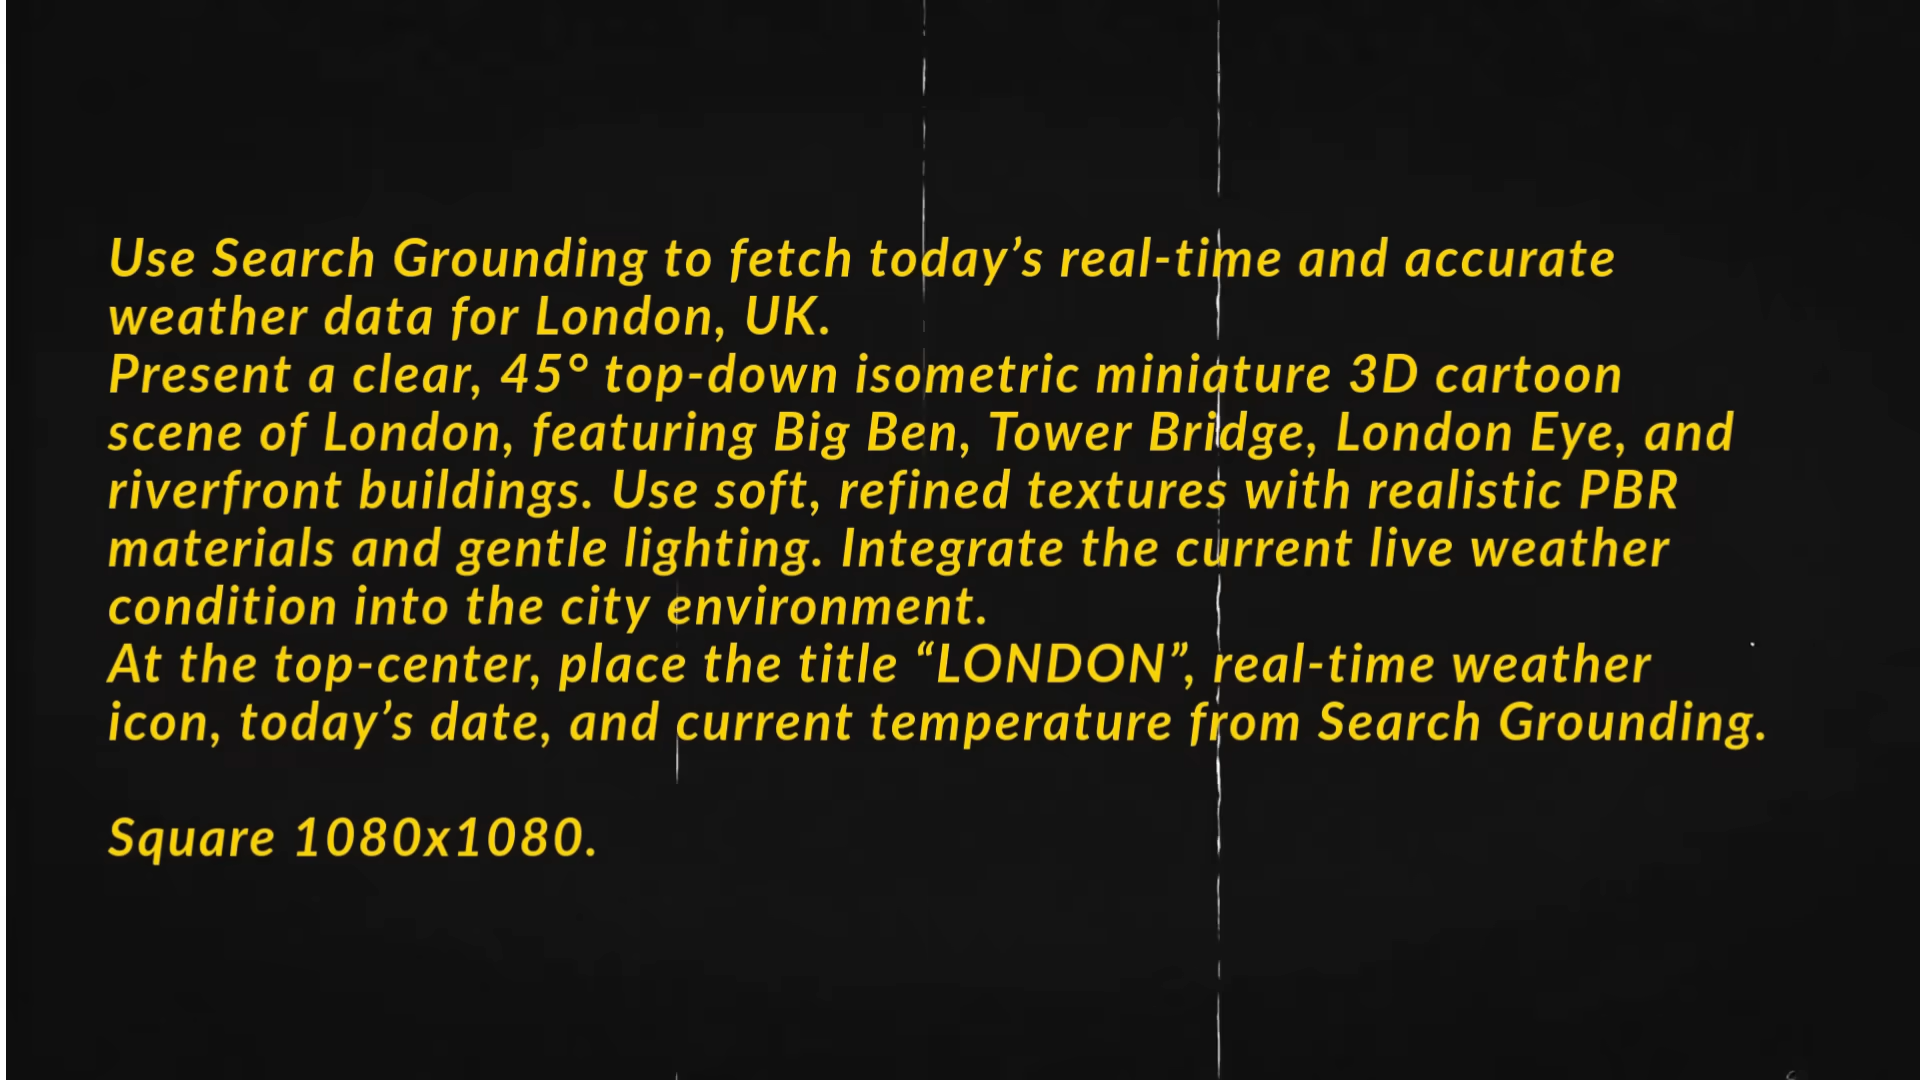 Use Search Grounding to fetch today’s real-time and accurate
weather data for London, UK.
Present a clear, 45° top-down isometric miniature 3D cartoon
scene of London, featuring Big Ben, Tower Bridge, London Eye, and
riverfront buildings. Use soft, refined textures with realistic PBR
materials and gentle lighting. Integrate the current live weather
condition into the city environment.
At the top-center, place the title “LONDON”, real-time weather
icon, today’s date, and current temperature from Search Grounding.
Square 1080x1080.